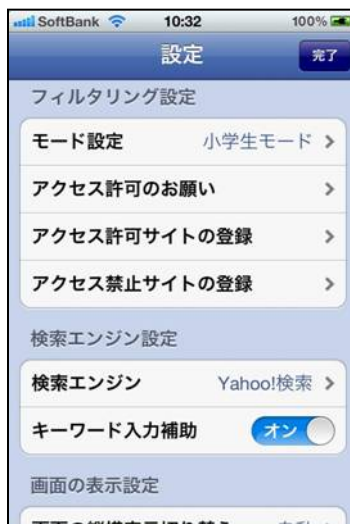 SoftBank 10:32 100%
設定 完了
フィルタリング設定
モード設定 小学生モード
アクセス許可のお願い
アクセス許可サイトの登録
アクセス禁止サイトの登録
検索エンジン設定
検索エンジン Yahoo!検索
キーワード入力補助 オン
画面の表示設定